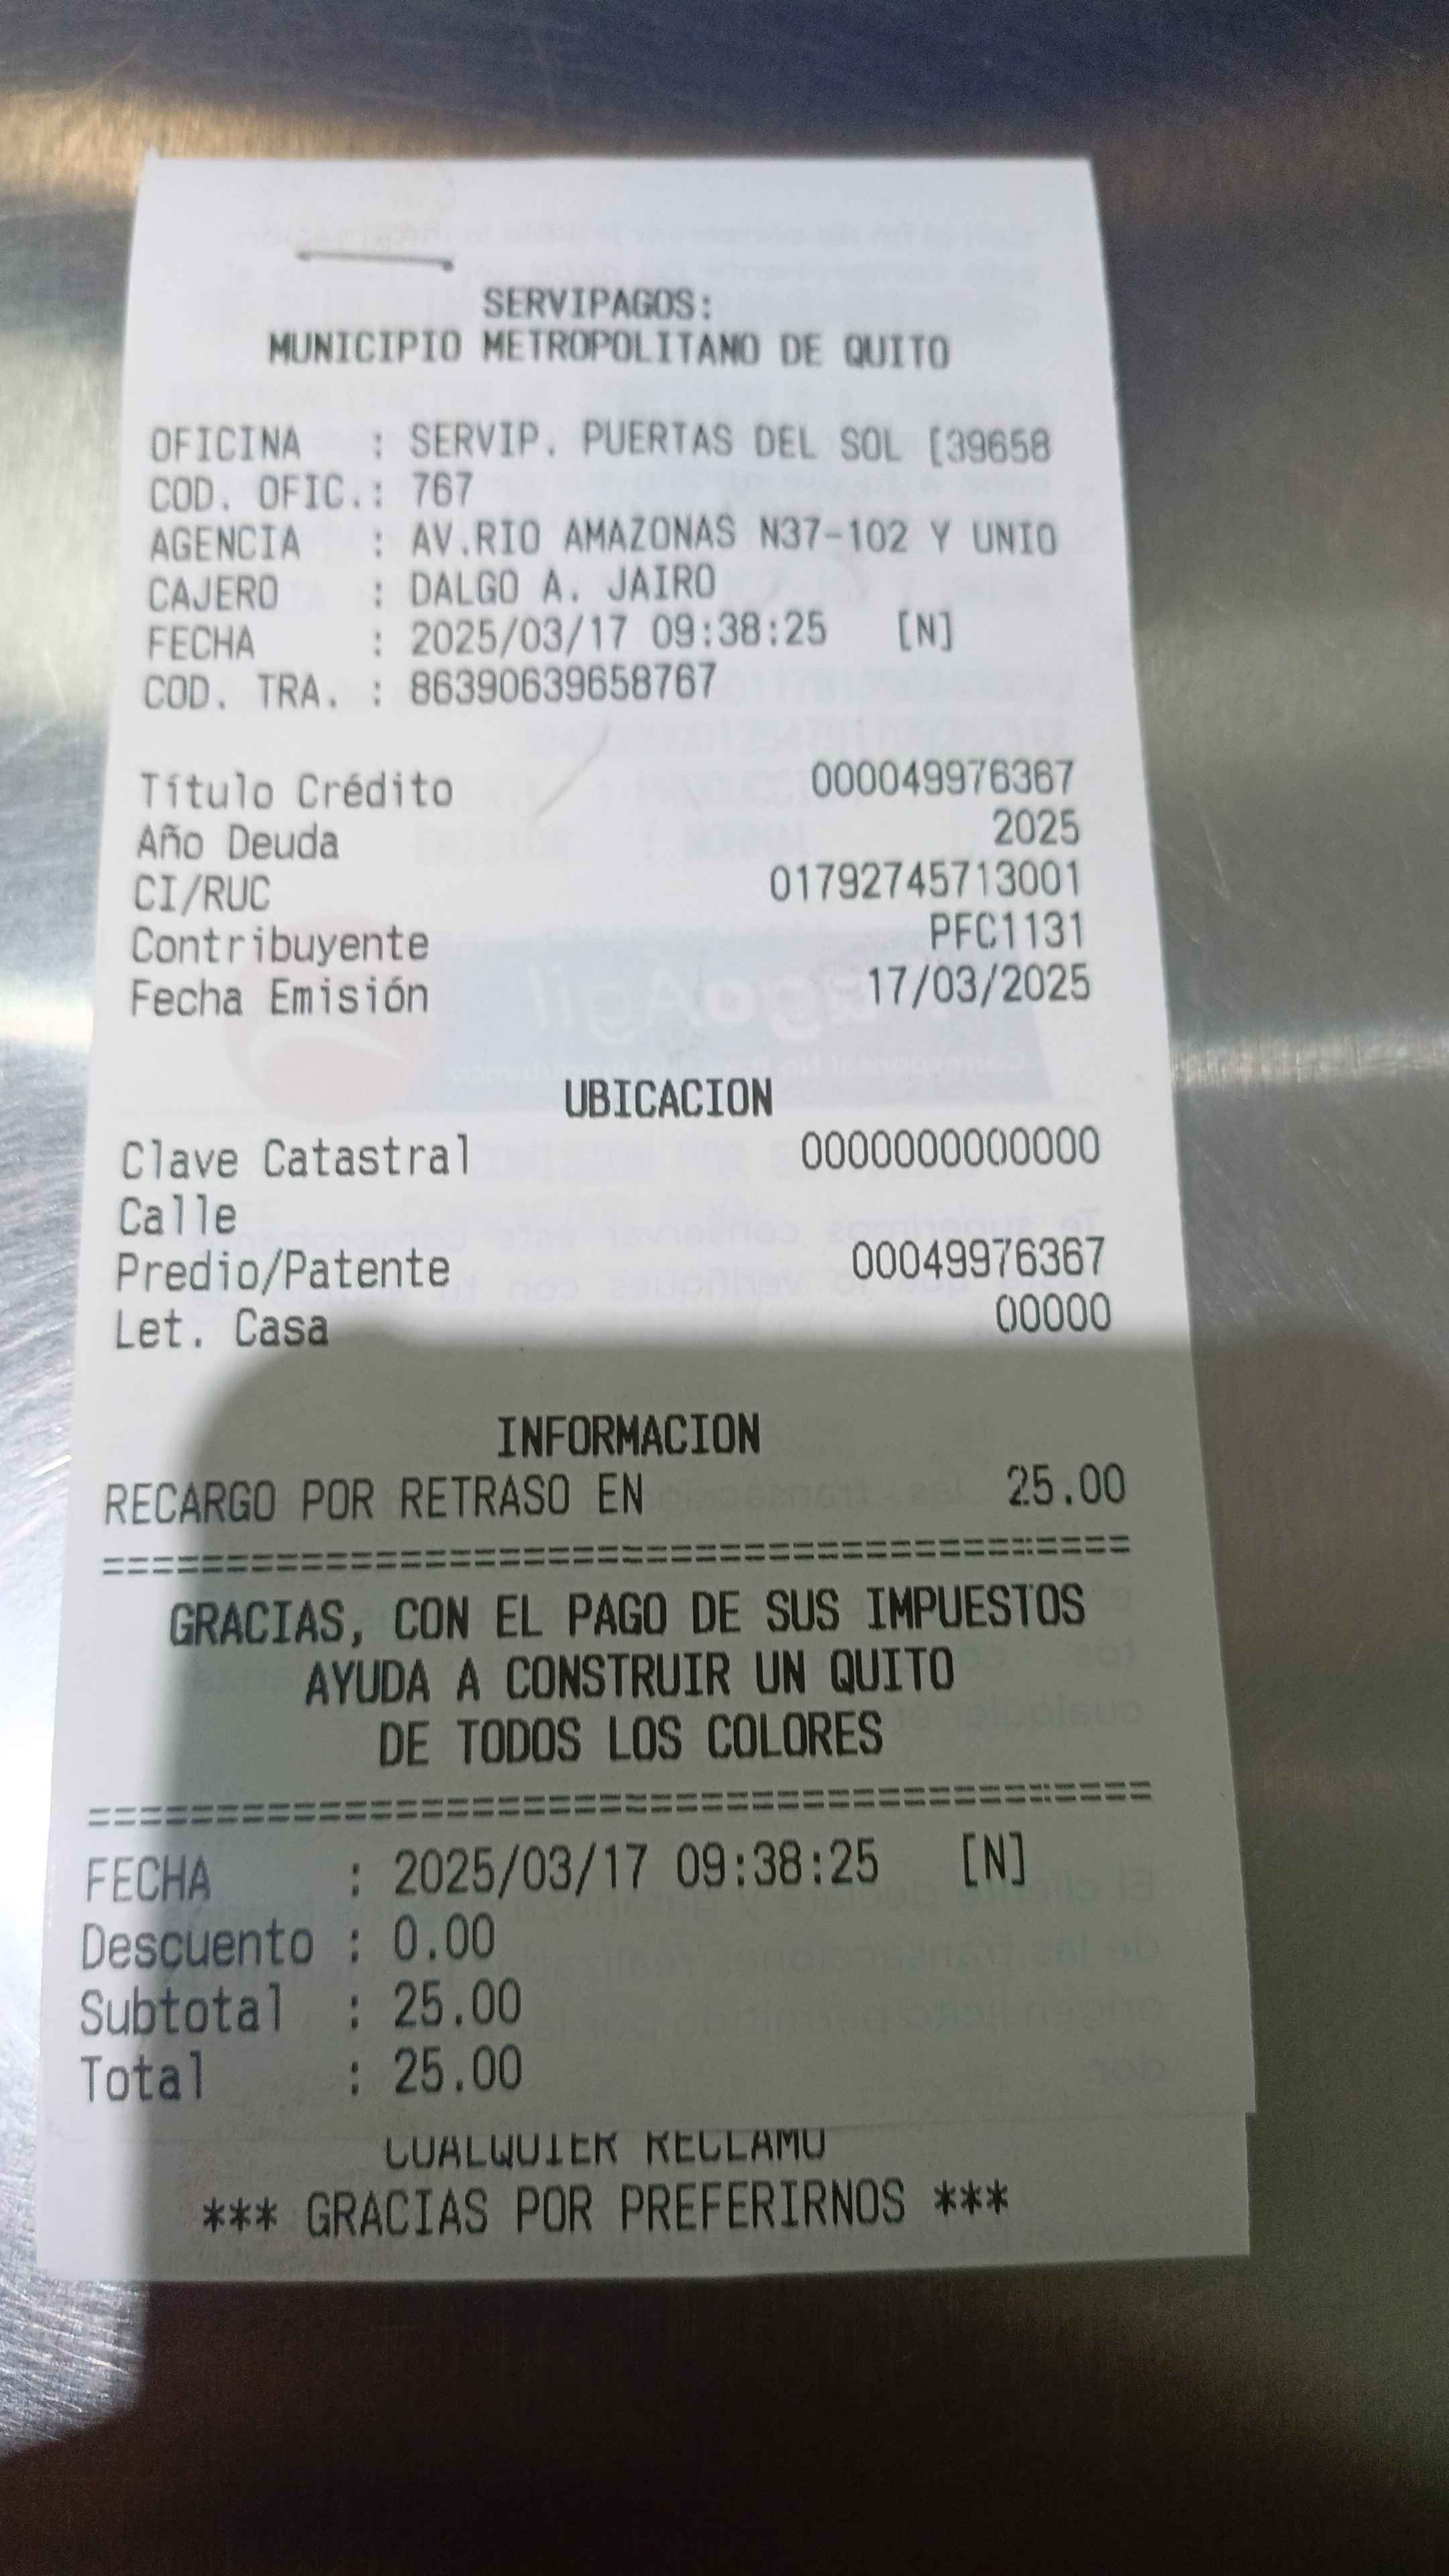 SERVIPAGOS:
MUNICIPIO METROPOLITANO DE QUITO
OFICINA : SERVIP. PUERTAS DEL SOL [39658
COD. OFIC.: 767
AGENCIA : AV.RIO AMAZONAS N37-102 Y UNIO
CAJERO : DALGO A. JAIRO
FECHA : 2025/03/17 09:38:25 [N]
COD. TRA. : 86390639658767
Título Crédito 000049976367
Año Deuda 2025
CI/RUC 01792745713001
Contribuyente PFC1131
Fecha Emisión 17/03/2025
UBICACION
Clave Catastral 0000000000000
Calle
Predio/Patente 00049976367
Let. Casa 00000
INFORMACION
RECARGO POR RETRASO EN 25.00
========================================
GRACIAS, CON EL PAGO DE SUS IMPUESTOS
AYUDA A CONSTRUIR UN QUITO
DE TODOS LOS COLORES
========================================
FECHA : 2025/03/17 09:38:25 [N]
Descuento : 0.00
Subtotal : 25.00
Total : 25.00
CUALQUIER RECLAMO
*** GRACIAS POR PREFERIRNOS ***